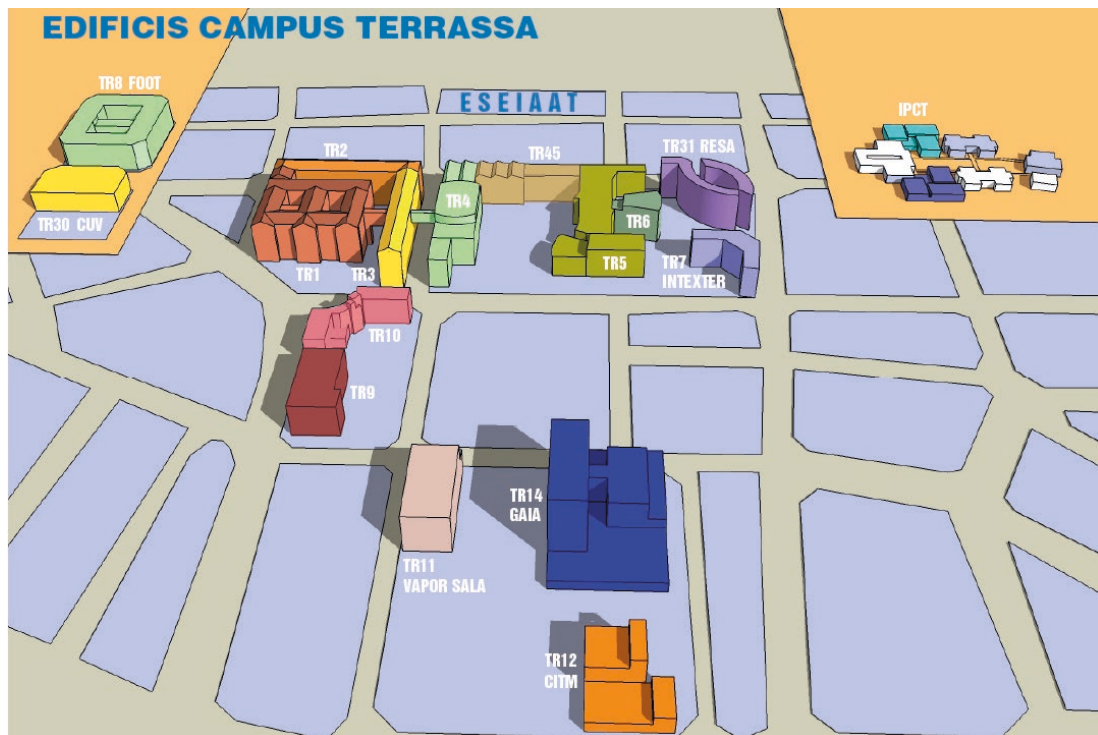 EDIFICIS CAMPUS TERRASSA
TR8 FOOT
ESEIAAT
IPCT
TR2
TR45
TR31 RESA
TR4
TR6
TR30 CUV
TR1
TR3
TR5
TR7
INTEXTER
TR10
TR9
TR14
GAIA
TR11
VAPOR SALA
TR12
CITM